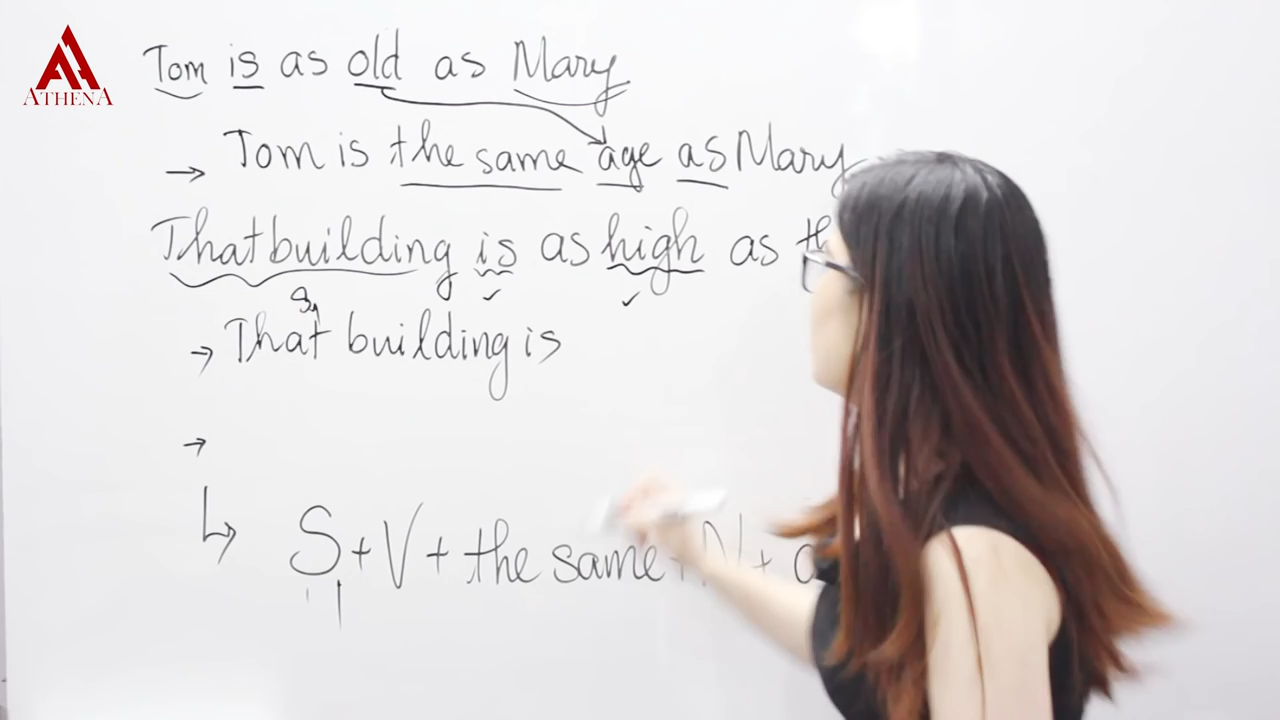 ATHENA
Tom is as old as Mary
→ Tom is the same age as Mary
That building is as high as
S1
→ That building is
→
↳ S + V + the same + N +